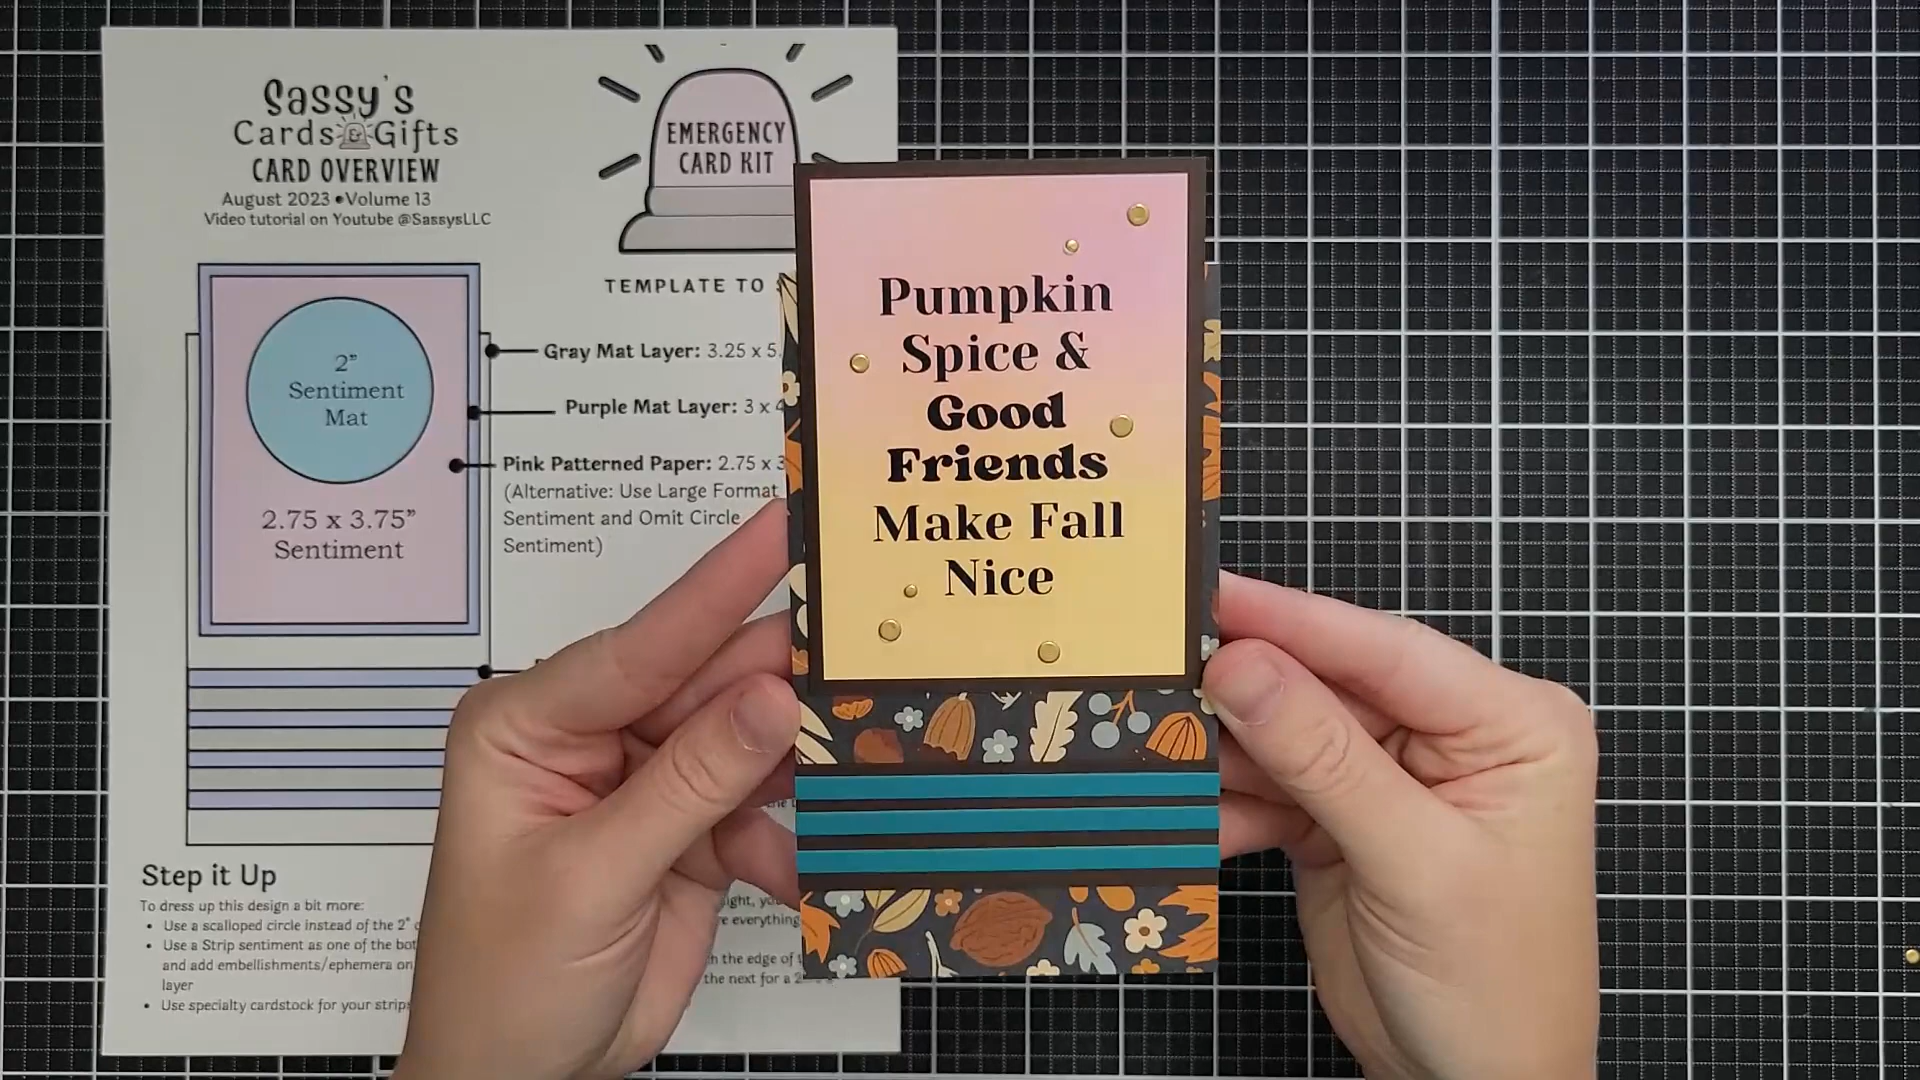 Sassy's
Cards & Gifts
CARD OVERVIEW
August 2023 • Volume 13
Video tutorial on Youtube @SassysLLC
EMERGENCY
CARD KIT
TEMPLATE TO
2"
Sentiment
Mat
2.75 x 3.75"
Sentiment
Gray Mat Layer: 3.25 x 5.
Purple Mat Layer: 3 x 4
Pink Patterned Paper: 2.75 x 3
(Alternative: Use Large Format
Sentiment and Omit Circle
Sentiment)
Pumpkin
Spice &
Good
Friends
Make Fall
Nice
Step it Up
To dress up this design a bit more:
• Use a scalloped circle instead of the 2"
• Use a Strip sentiment as one of the bot
and add embellishments/ephemera on
layer
• Use specialty cardstock for your strips
everything
the edge of
the next for a